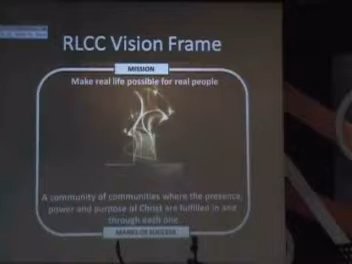 RLCC Vision Frame
MISSION
Make real life possible for real people
A community of communities where the presence,
power and purpose of Christ are fulfilled in and
through each one
MARKS OF SUCCESS